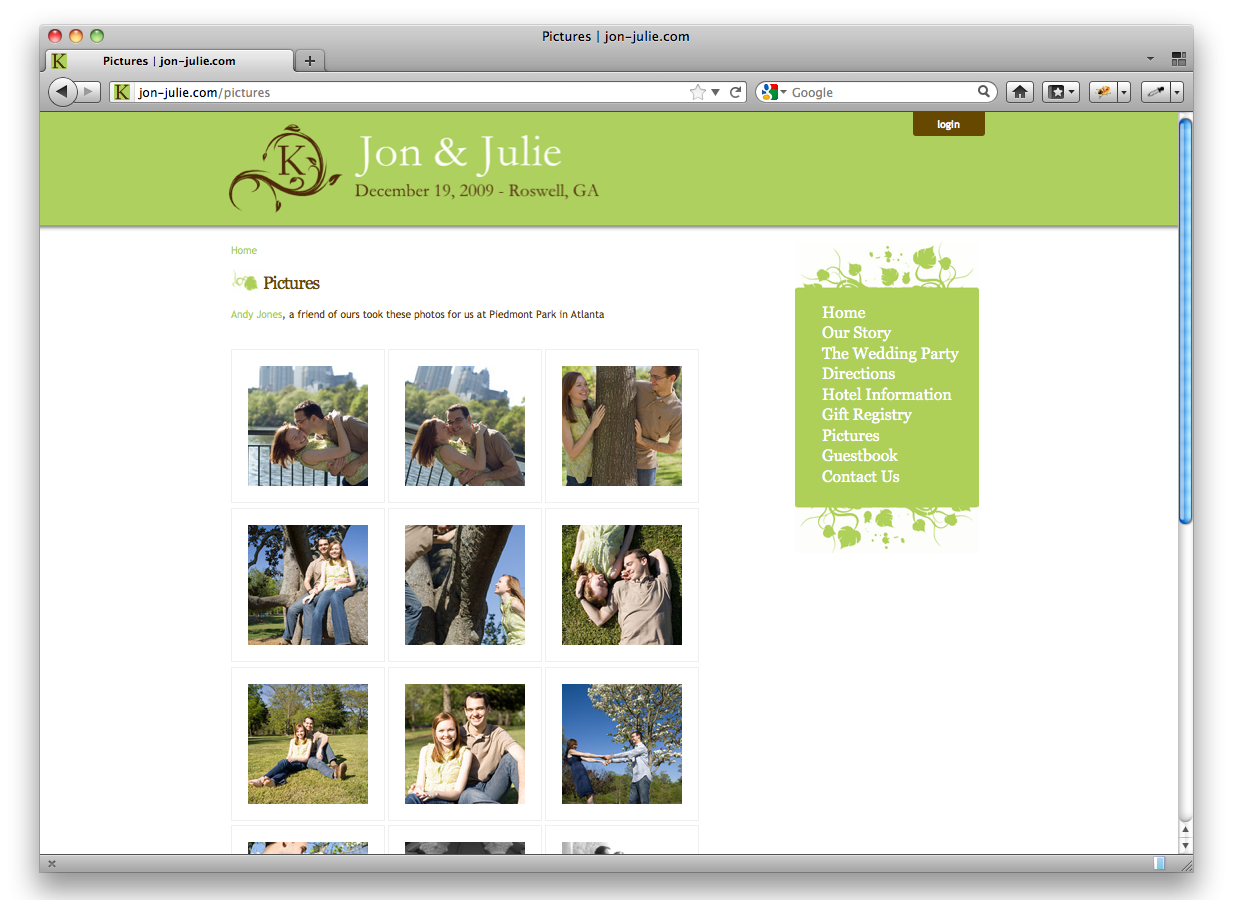 Pictures | jon-julie.com
K Pictures | jon-julie.com
K jon-julie.com/pictures
Google
login
K
Jon & Julie
December 19, 2009 - Roswell, GA
Home
Pictures
Andy Jones, a friend of ours took these photos for us at Piedmont Park in Atlanta
Home
Our Story
The Wedding Party
Directions
Hotel Information
Gift Registry
Pictures
Guestbook
Contact Us